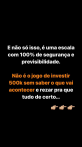 E não só isso, é uma escala
com 100% de segurança e
previsibilidade.
Não é o jogo de investir
500k sem saber o que vai
acontecer e rezar pra que
tudo de certo...
👉👉👉